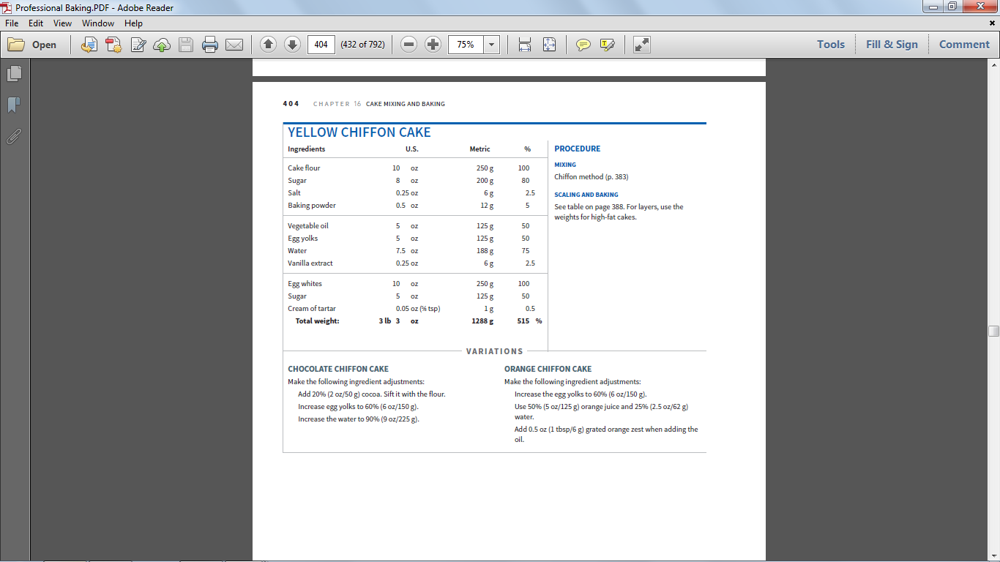 Professional Baking.PDF - Adobe Reader
File Edit View Window Help
Open 404 (432 of 792) 75% Tools Fill & Sign Comment
404 CHAPTER 16 CAKE MIXING AND BAKING
YELLOW CHIFFON CAKE
Ingredients U.S. Metric %
Cake flour 10 oz 250 g 100
Sugar 8 oz 200 g 80
Salt 0.25 oz 6 g 2.5
Baking powder 0.5 oz 12 g 5
Vegetable oil 5 oz 125 g 50
Egg yolks 5 oz 125 g 50
Water 7.5 oz 188 g 75
Vanilla extract 0.25 oz 6 g 2.5
Egg whites 10 oz 250 g 100
Sugar 5 oz 125 g 50
Cream of tartar 0.05 oz ( tsp) 1 g 0.5
Total weight: 3 lb 3 oz 1288 g 515 %
PROCEDURE
MIXING
Chiffon method (p. 383)
SCALING AND BAKING
See table on page 388. For layers, use the
weights for high-fat cakes.
VARIATIONS
CHOCOLATE CHIFFON CAKE
Make the following ingredient adjustments:
Add 20% (2 oz/50 g) cocoa. Sift it with the flour.
Increase egg yolks to 60% (6 oz/150 g).
Increase the water to 90% (9 oz/225 g).
ORANGE CHIFFON CAKE
Make the following ingredient adjustments:
Increase the egg yolks to 60% (6 oz/150 g).
Use 50% (5 oz/125 g) orange juice and 25% (2.5 oz/62 g)
water.
Add 0.5 oz (1 tbsp/6 g) grated orange zest when adding the
oil.